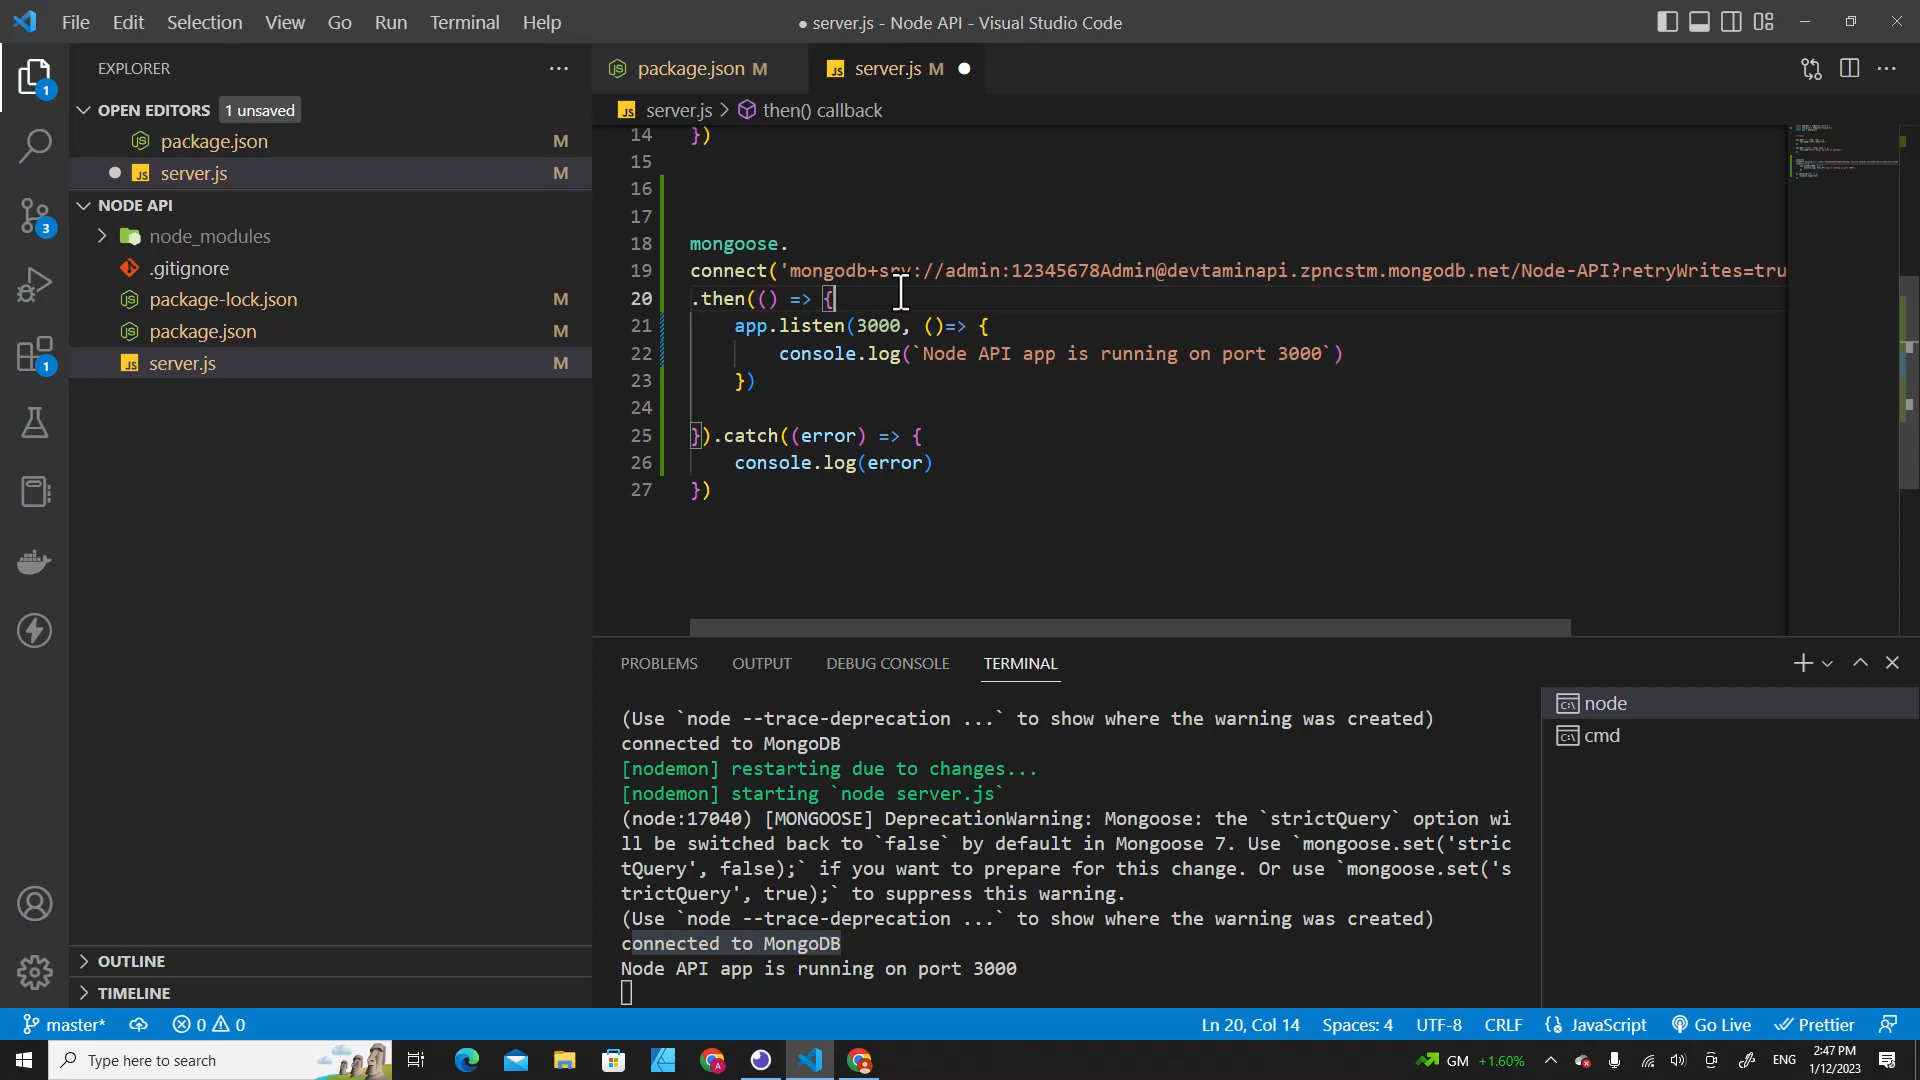 File Edit Selection View Go Run Terminal Help
● server.js - Node API - Visual Studio Code
EXPLORER
package.json M
server.js M
OPEN EDITORS
1 unsaved
server.js > then() callback
package.json M
server.js M
NODE API
node_modules
.gitignore
package-lock.json M
package.json M
server.js M
OUTLINE
TIMELINE
1
3
1
14 })
15
16
17
18 mongoose.
19 connect('mongodb+srv://admin:12345678Admin@devtaminapi.zpncstm.mongodb.net/Node-API?retryWrites=tru
20 .then(() => {
21 app.listen(3000, ()=> {
22 console.log(`Node API app is running on port 3000`)
23 })
24
25 }).catch((error) => {
26 console.log(error)
27 })
PROBLEMS OUTPUT DEBUG CONSOLE TERMINAL
(Use `node --trace-deprecation ...` to show where the warning was created)
connected to MongoDB
[nodemon] restarting due to changes...
[nodemon] starting `node server.js`
(node:17040) [MONGOOSE] DeprecationWarning: Mongoose: the `strictQuery` option wi
ll be switched back to `false` by default in Mongoose 7. Use `mongoose.set('stric
tQuery', false);` if you want to prepare for this change. Or use `mongoose.set('s
trictQuery', true);` to suppress this warning.
(Use `node --trace-deprecation ...` to show where the warning was created)
connected to MongoDB
Node API app is running on port 3000
node
cmd
master* 0 0 Ln 20, Col 14 Spaces: 4 UTF-8 CRLF JavaScript Go Live Prettier
Type here to search
GM +1.60%
ENG
2:47 PM
1/12/2023